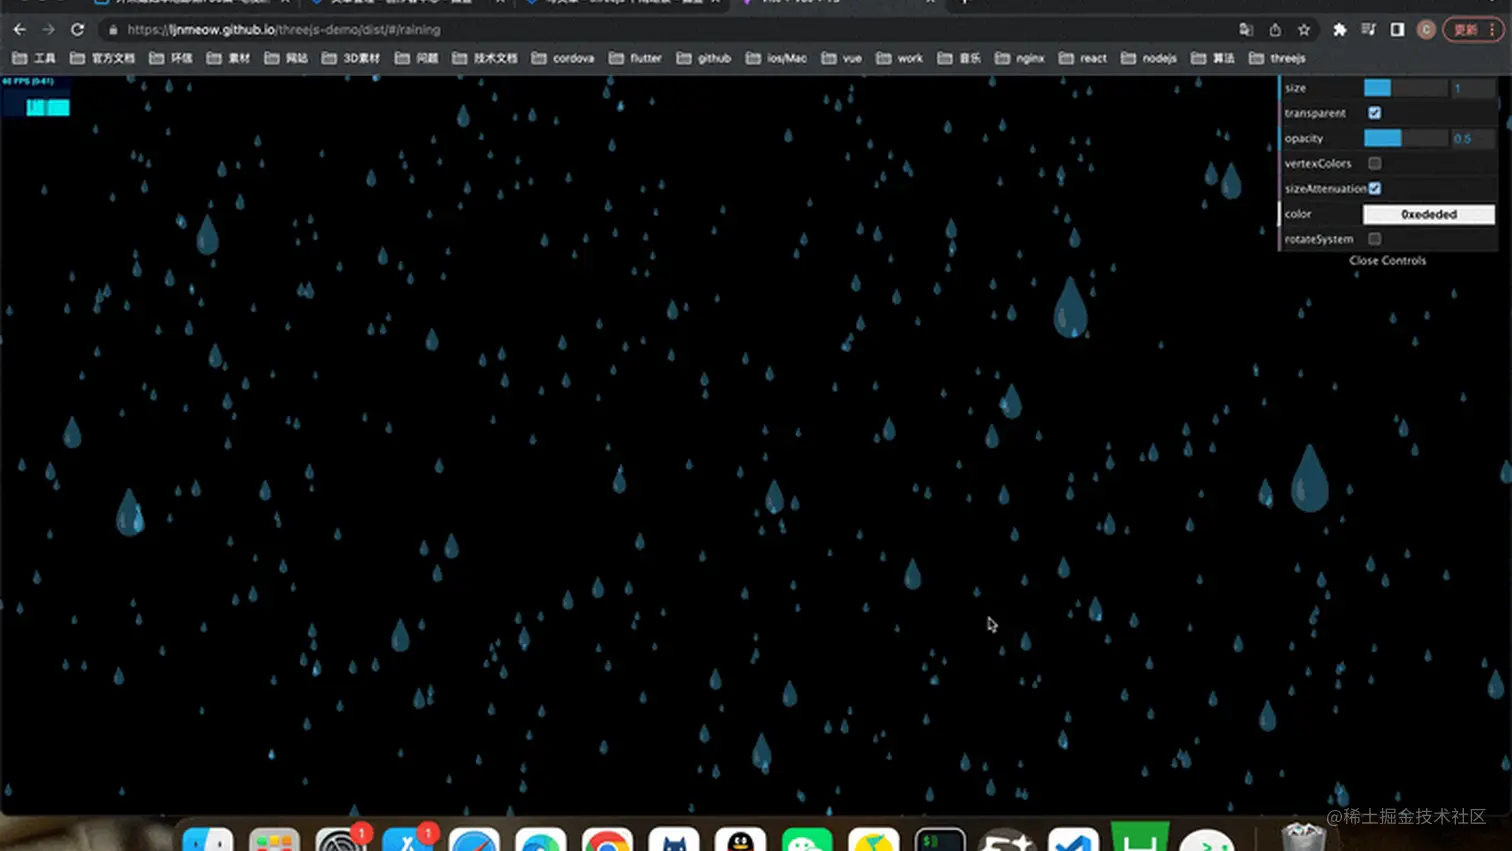 https://ljnmeow.github.io/threejs-demo/dist/#/raining
更新
工具 官方文档 环信 素材 网站 3D素材 问题 技术文档 cordova flutter github ios/Mac vue work 音乐 nginx react nodejs 算法 threejs
60 FPS (0-61)
size 1
transparent
opacity 0.5
vertexColors
sizeAttenuation
color 0xededed
rotateSystem
Close Controls
@稀土掘金技术社区
1
1